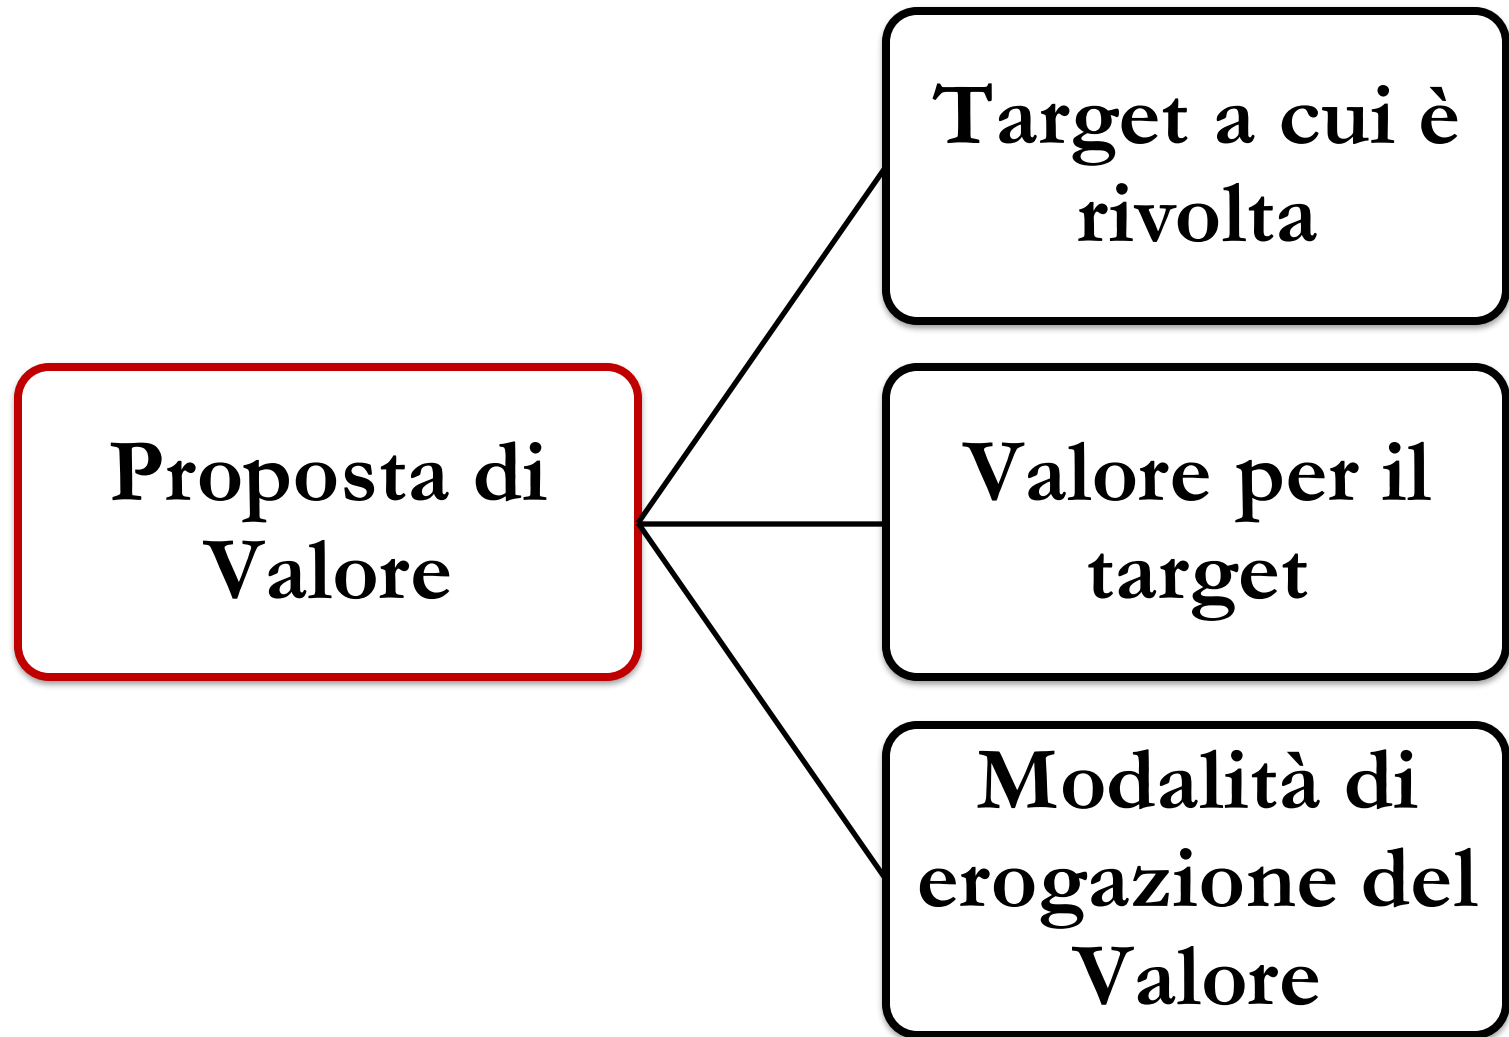 Target a cui è
rivolta
Proposta di
Valore
Valore per il
target
Modalità di
erogazione del
Valore